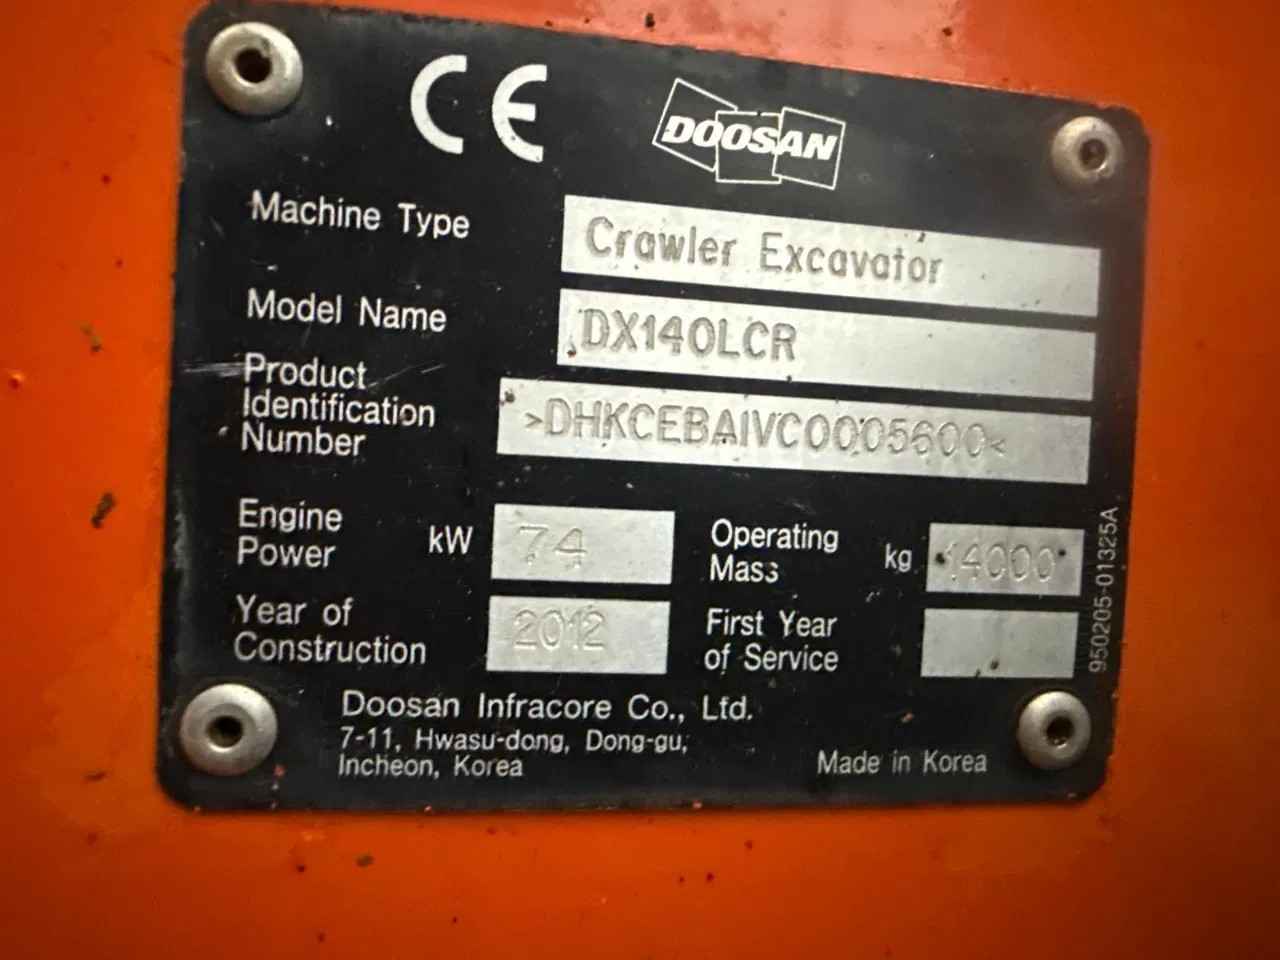 CE
DOOSAN
Machine Type Crawler Excavator
Model Name DX140LCR
Product
Identification
Number >DHKCEBAIVC0005600<
Engine
Power kW 74
Operating
Mass kg 14000
Year of
Construction 2012
First Year
of Service
950205-01325A
Doosan Infracore Co., Ltd.
7-11, Hwasu-dong, Dong-gu,
Incheon, Korea
Made in Korea